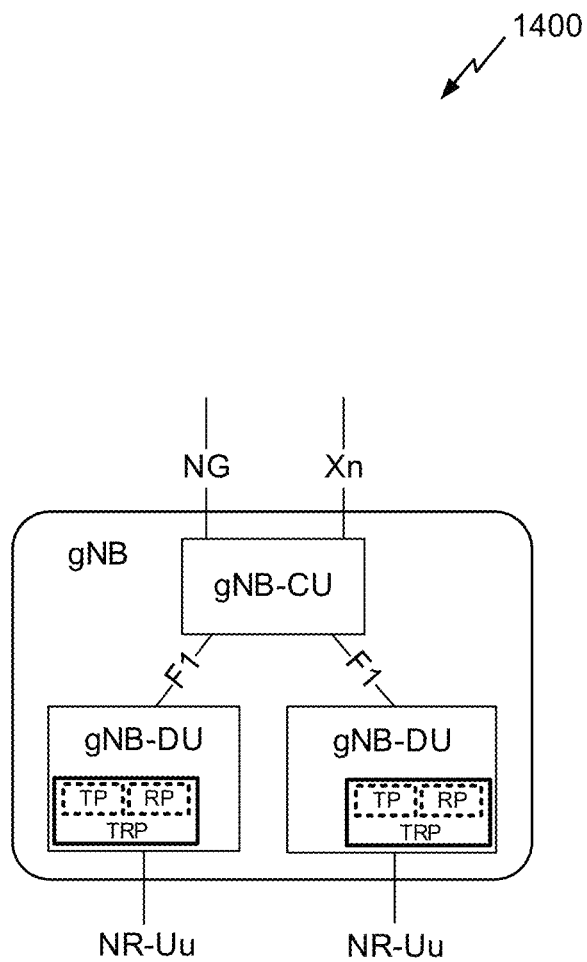 1400
NG Xn
gNB
gNB-CU
F1 F1
gNB-DU gNB-DU
TP RP TP RP
TRP TRP
NR-Uu NR-Uu